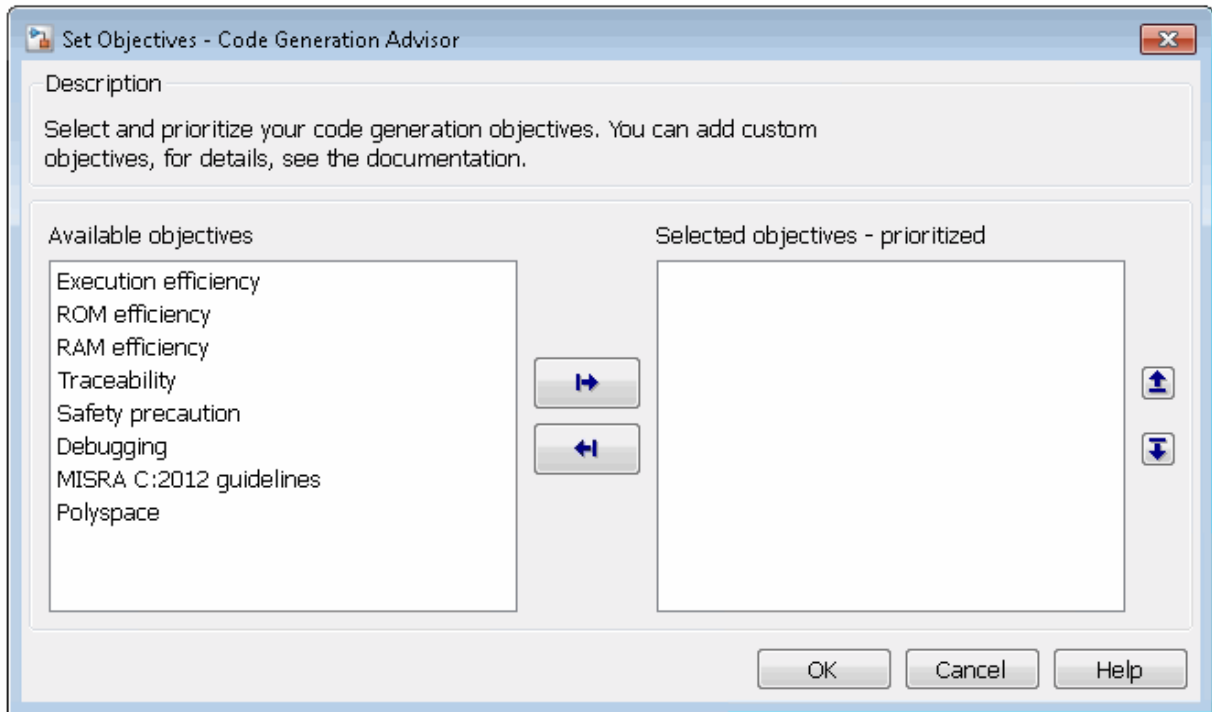 Set Objectives - Code Generation Advisor
Description
Select and prioritize your code generation objectives. You can add custom
objectives, for details, see the documentation.
Available objectives
Execution efficiency
ROM efficiency
RAM efficiency
Traceability
Safety precaution
Debugging
MISRA C:2012 guidelines
Polyspace
Selected objectives - prioritized
OK
Cancel
Help